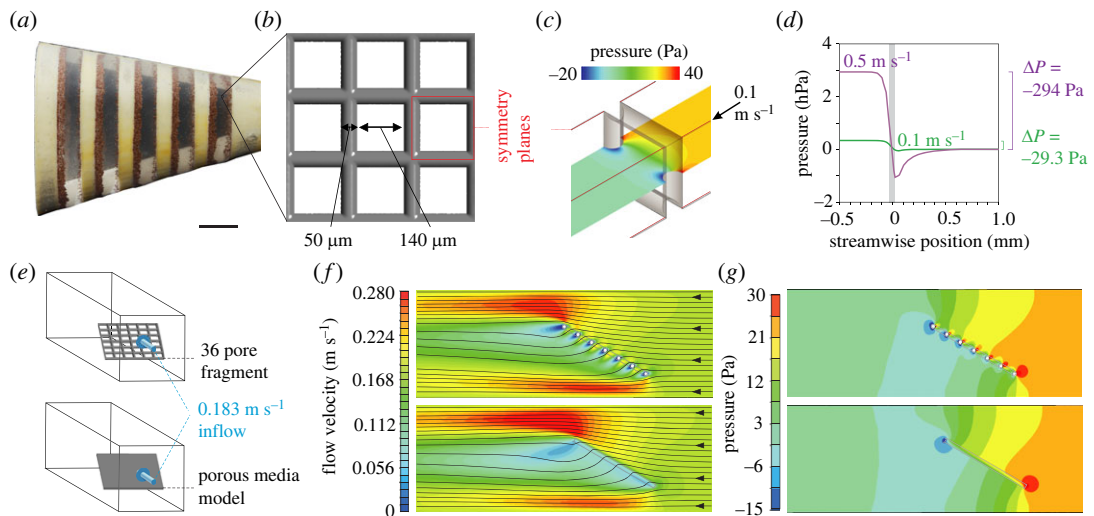 (a)
(b)
50 µm
140 µm
symmetry
planes
(c)
pressure (Pa)
–20
40
0.1
m s–1
(d)
pressure (hPa)
4
2
0
–2
0.5 m s–1
0.1 m s–1
ΔP =
–294 Pa
ΔP =
–29.3 Pa
–0.5
0
0.5
1.0
streamwise position (mm)
(e)
36 pore
fragment
0.183 m s–1
inflow
porous media
model
(f)
flow velocity (m s–1)
0.280
0.224
0.168
0.112
0.056
0
(g)
pressure (Pa)
30
21
12
3
–6
–15